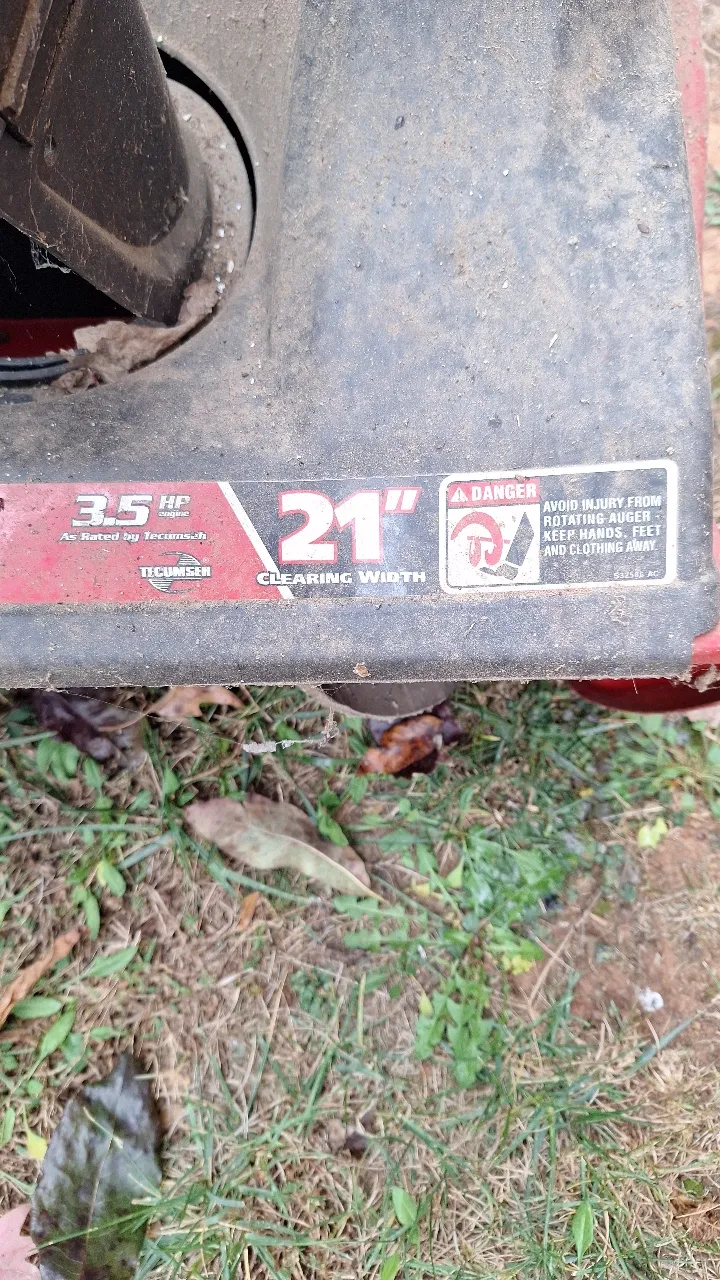 3.5 HP
engine
As Rated by Tecumseh
TECUMSEH
21"
CLEARING WIDTH
DANGER
AVOID INJURY FROM
ROTATING AUGER -
KEEP HANDS, FEET
AND CLOTHING AWAY.